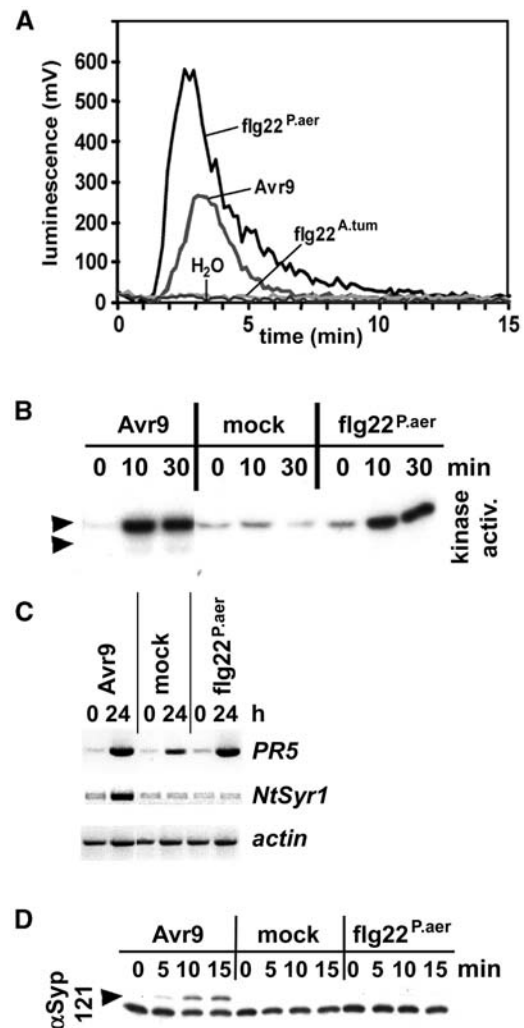 A
luminescence (mV)
600
500
400
300
200
100
0
flg22P.aer
Avr9
flg22A.tum
H2O
0 5 10 15
time (min)
B
Avr9 mock flg22P.aer
0 10 30 0 10 30 0 10 30 min
kinase
activ.
C
Avr9 mock flg22P.aer
0 24 0 24 0 24 h
PR5
NtSyr1
actin
D
Avr9 mock flg22P.aer
0 5 10 15 0 5 10 15 0 5 10 15 min
αSyp
121